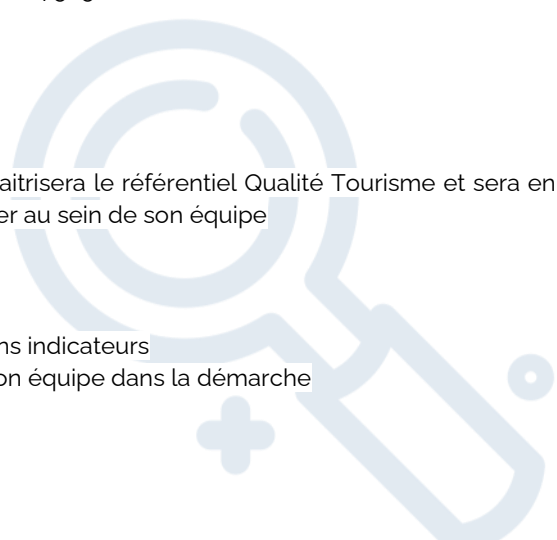 aitrisera le référentiel Qualité Tourisme et sera en
er au sein de son équipe
ns indicateurs
on équipe dans la démarche